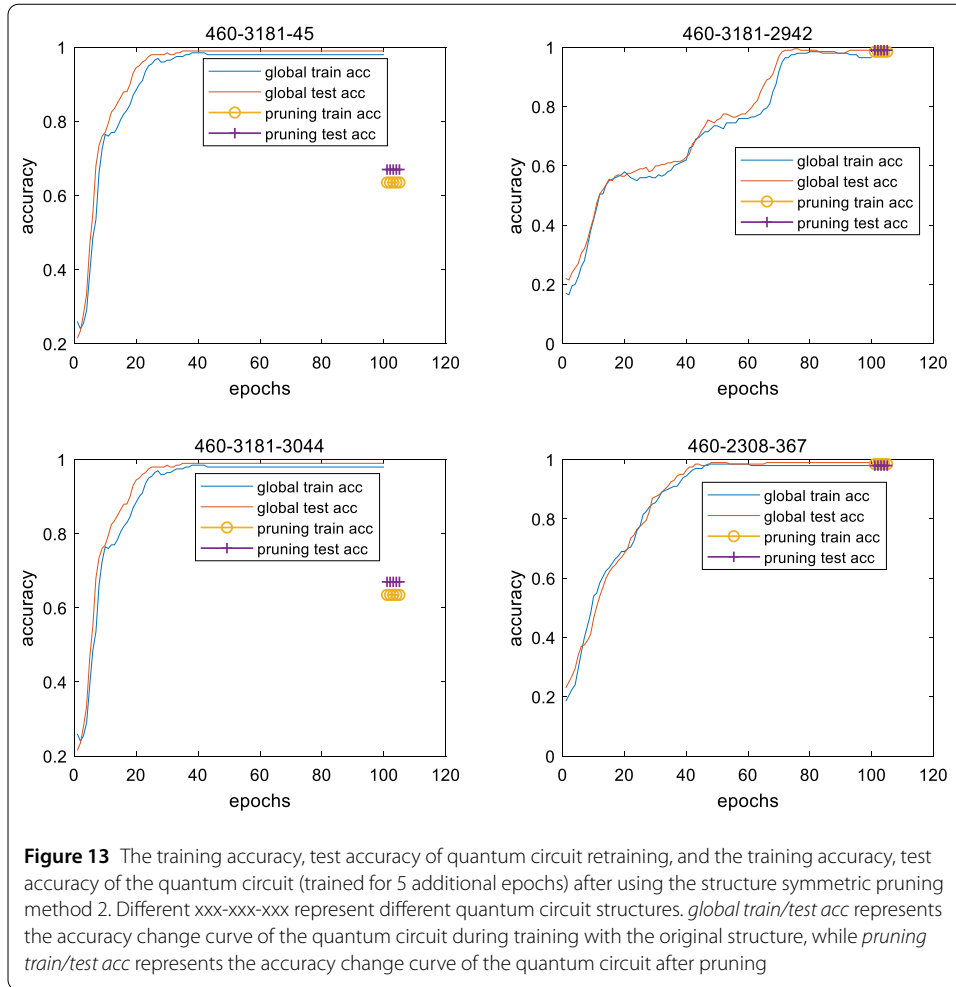 460-3181-45
1
0.8
0.6
0.4
0.2
accuracy
0 20 40 60 80 100 120
epochs
global train acc
global test acc
pruning train acc
pruning test acc
460-3181-2942
1
0.8
0.6
0.4
0.2
0
accuracy
0 20 40 60 80 100 120
epochs
global train acc
global test acc
pruning train acc
pruning test acc
460-3181-3044
1
0.8
0.6
0.4
0.2
accuracy
0 20 40 60 80 100 120
epochs
global train acc
global test acc
pruning train acc
pruning test acc
460-2308-367
1
0.8
0.6
0.4
0.2
0
accuracy
0 20 40 60 80 100 120
epochs
global train acc
global test acc
pruning train acc
pruning test acc
Figure 13 The training accuracy, test accuracy of quantum circuit retraining, and the training accuracy, test
accuracy of the quantum circuit (trained for 5 additional epochs) after using the structure symmetric pruning
method 2. Different xxx-xxx-xxx represent different quantum circuit structures. global train/test acc represents
the accuracy change curve of the quantum circuit during training with the original structure, while pruning
train/test acc represents the accuracy change curve of the quantum circuit after pruning